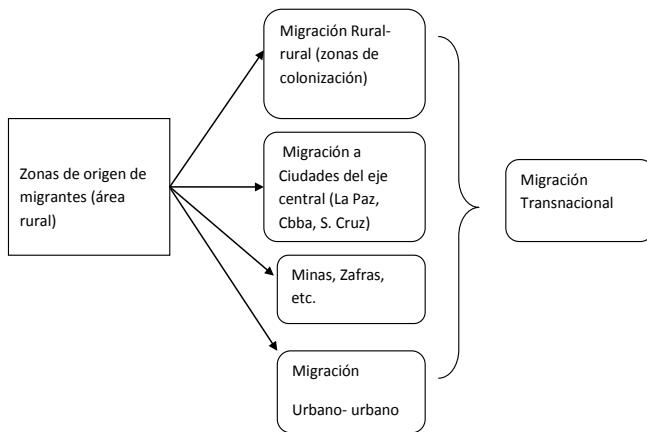 Zonas de origen de
migrantes (área
rural)
Migración Rural-
rural (zonas de
colonización)
Migración a
Ciudades del eje
central (La Paz,
Cbba, S. Cruz)
Minas, Zafras,
etc.
Migración
Urbano- urbano
Migración
Transnacional